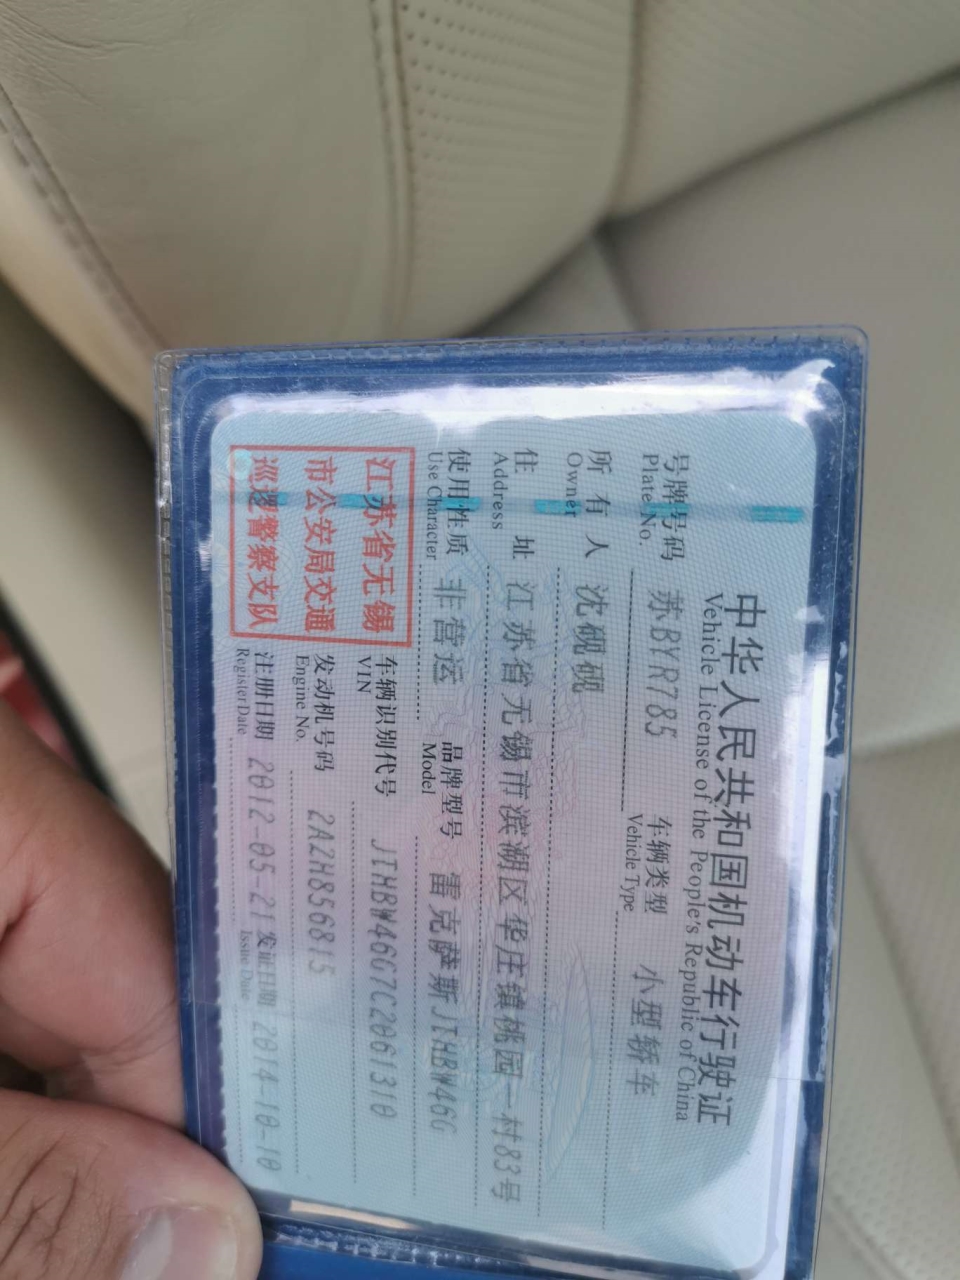 中华人民共和国机动车行驶证
Vehicle License of the People's Republic of China
号牌号码 苏BYR785 车辆类型 小型轿车
Plate No. Vehicle Type
所有人 沈砚砚
Owner
住址 江苏省无锡市滨湖区华庄镇桃园一村83号
Address
使用性质 非营运 品牌型号 雷克萨斯JTHBW46G
Use Character Model
江苏省无锡
市公安局交通
巡逻警察支队
车辆识别代号 JTHBW46G7C2061310
VIN
发动机号码 2AZH856815
Engine No.
注册日期 2012-05-21 发证日期 2014-10-10
Register Date Issue Date